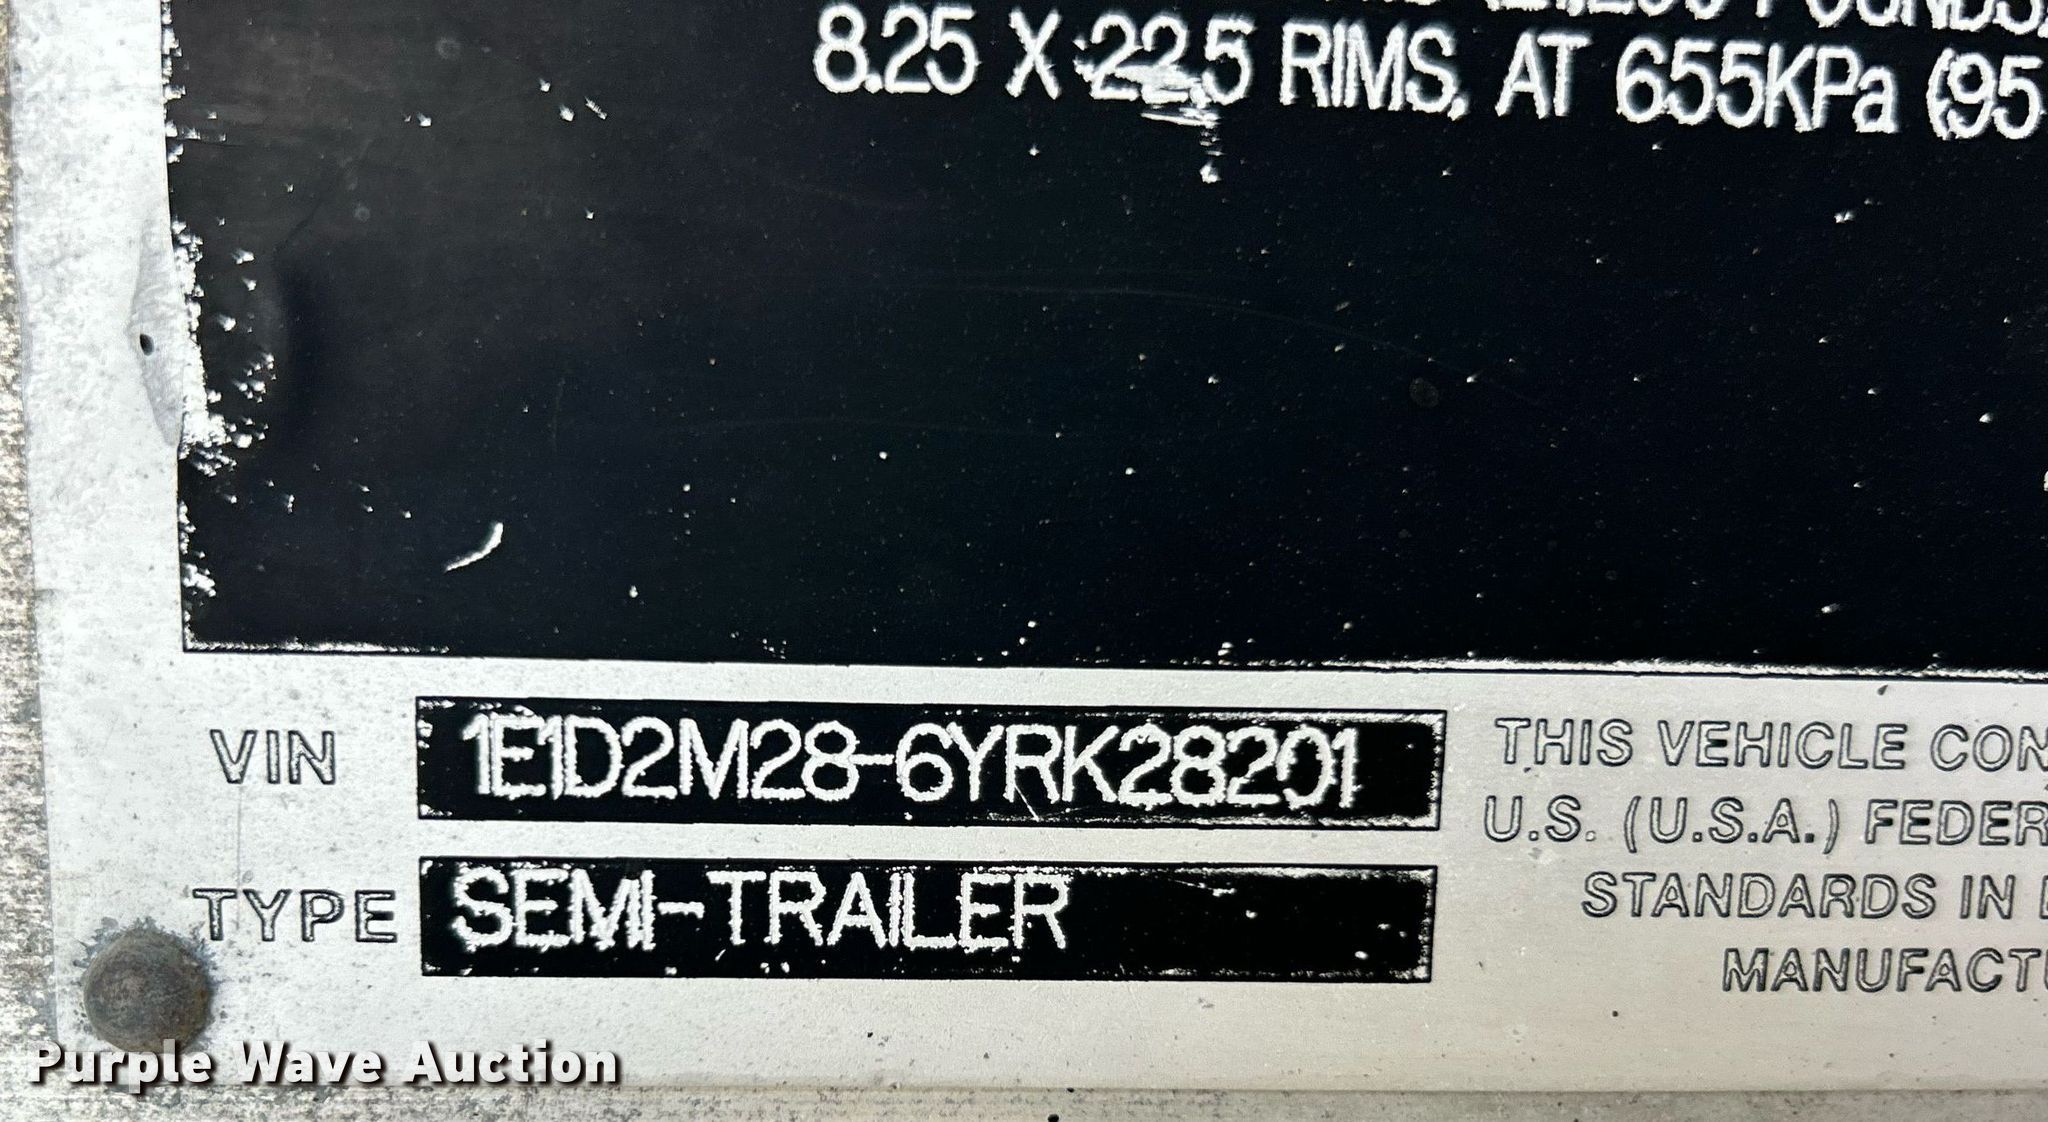 8.25 X 22.5 RIMS, AT 655KPa (95
VIN 1E1D2M28-6YRK28201
TYPE SEMI-TRAILER
THIS VEHICLE CON
U.S. (U.S.A.) FEDER
STANDARDS IN
MANUFACTU
Purple Wave Auction